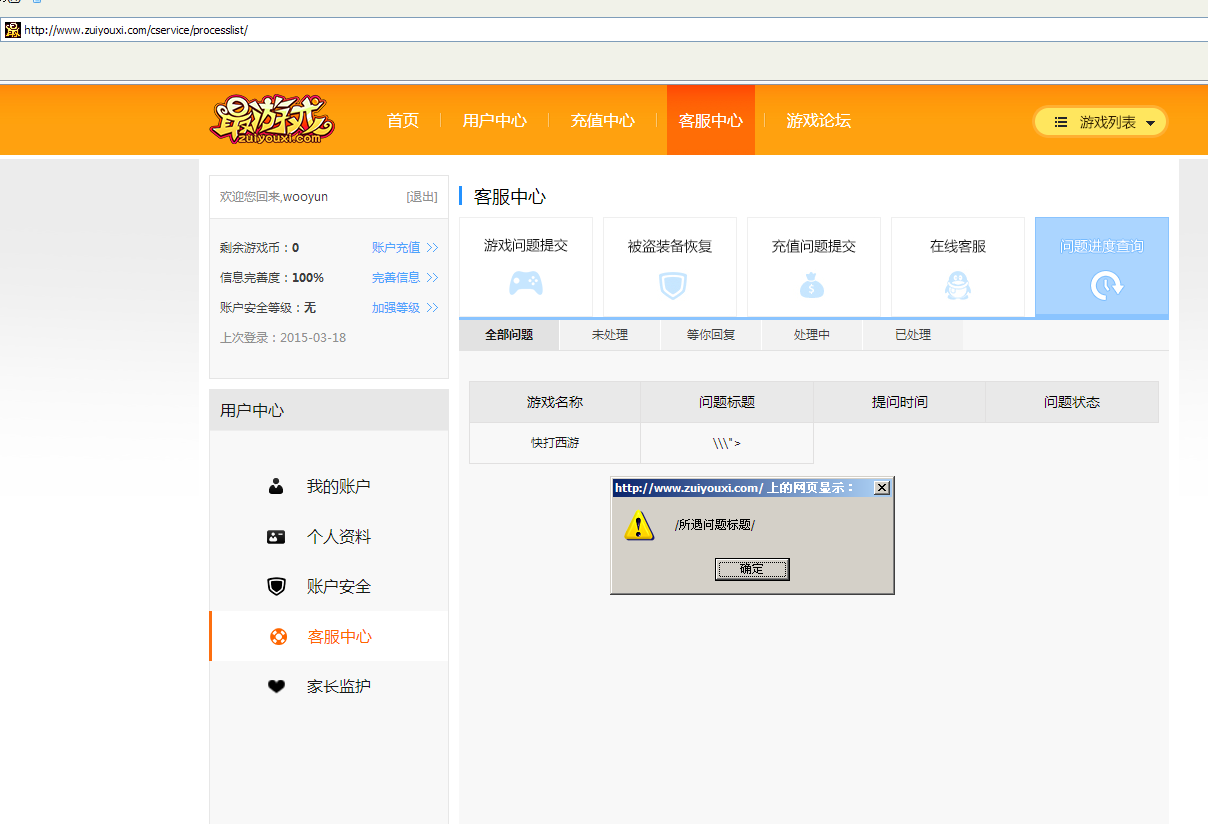 http://www.zuiyouxi.com/cservice/processlist/
最游戏
zuiyouxi.com
首页 用户中心 充值中心 客服中心 游戏论坛 游戏列表
欢迎您回来,wooyun [退出]
剩余游戏币：0 账户充值 >>
信息完善度：100% 完善信息 >>
账户安全等级：无 加强等级 >>
上次登录：2015-03-18
用户中心
我的账户
个人资料
账户安全
客服中心
家长监护
客服中心
游戏问题提交 被盗装备恢复 充值问题提交 在线客服 问题进度查询
全部问题 未处理 等你回复 处理中 已处理
游戏名称 问题标题 提问时间 问题状态
快打西游 \\\">
http://www.zuiyouxi.com/ 上的网页显示：
/所遇问题标题/
确定